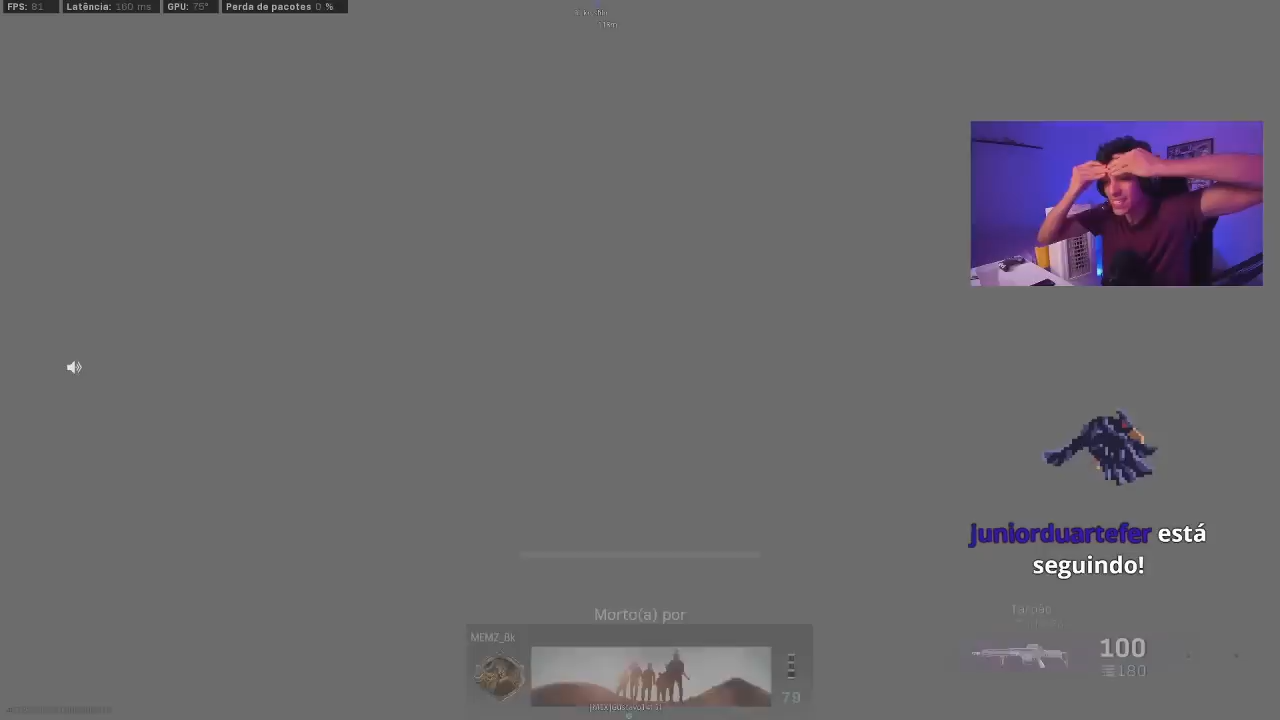 FPS: 81 Latência: 160 ms GPU: 75° Perda de pacotes 0 %
juniorduartefer está
seguindo!
Morto(a) por
MEMZ_8k
100
180
79